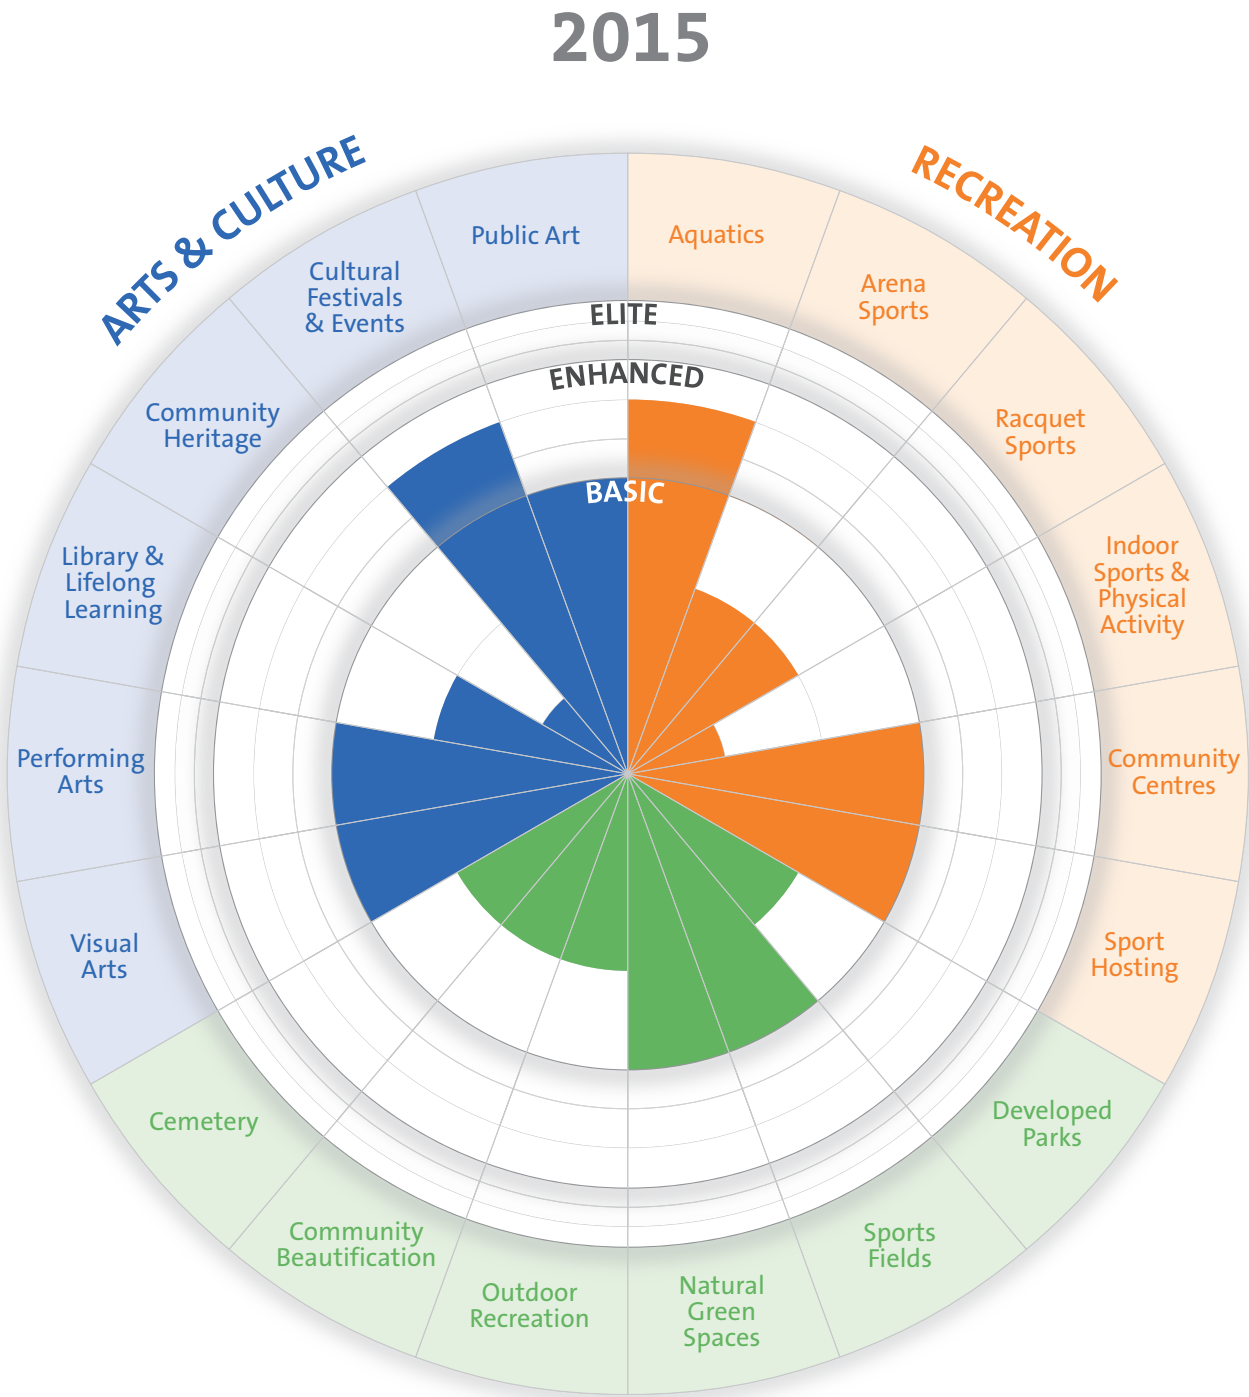 2015
ARTS & CULTURE
RECREATION
Public Art
Aquatics
Cultural
Festivals
& Events
Arena
Sports
ELITE
ENHANCED
BASIC
Community
Heritage
Racquet
Sports
Library &
Lifelong
Learning
Indoor
Sports &
Physical
Activity
Performing
Arts
Community
Centres
Visual
Arts
Sport
Hosting
Cemetery
Developed
Parks
Community
Beautification
Sports
Fields
Outdoor
Recreation
Natural
Green
Spaces